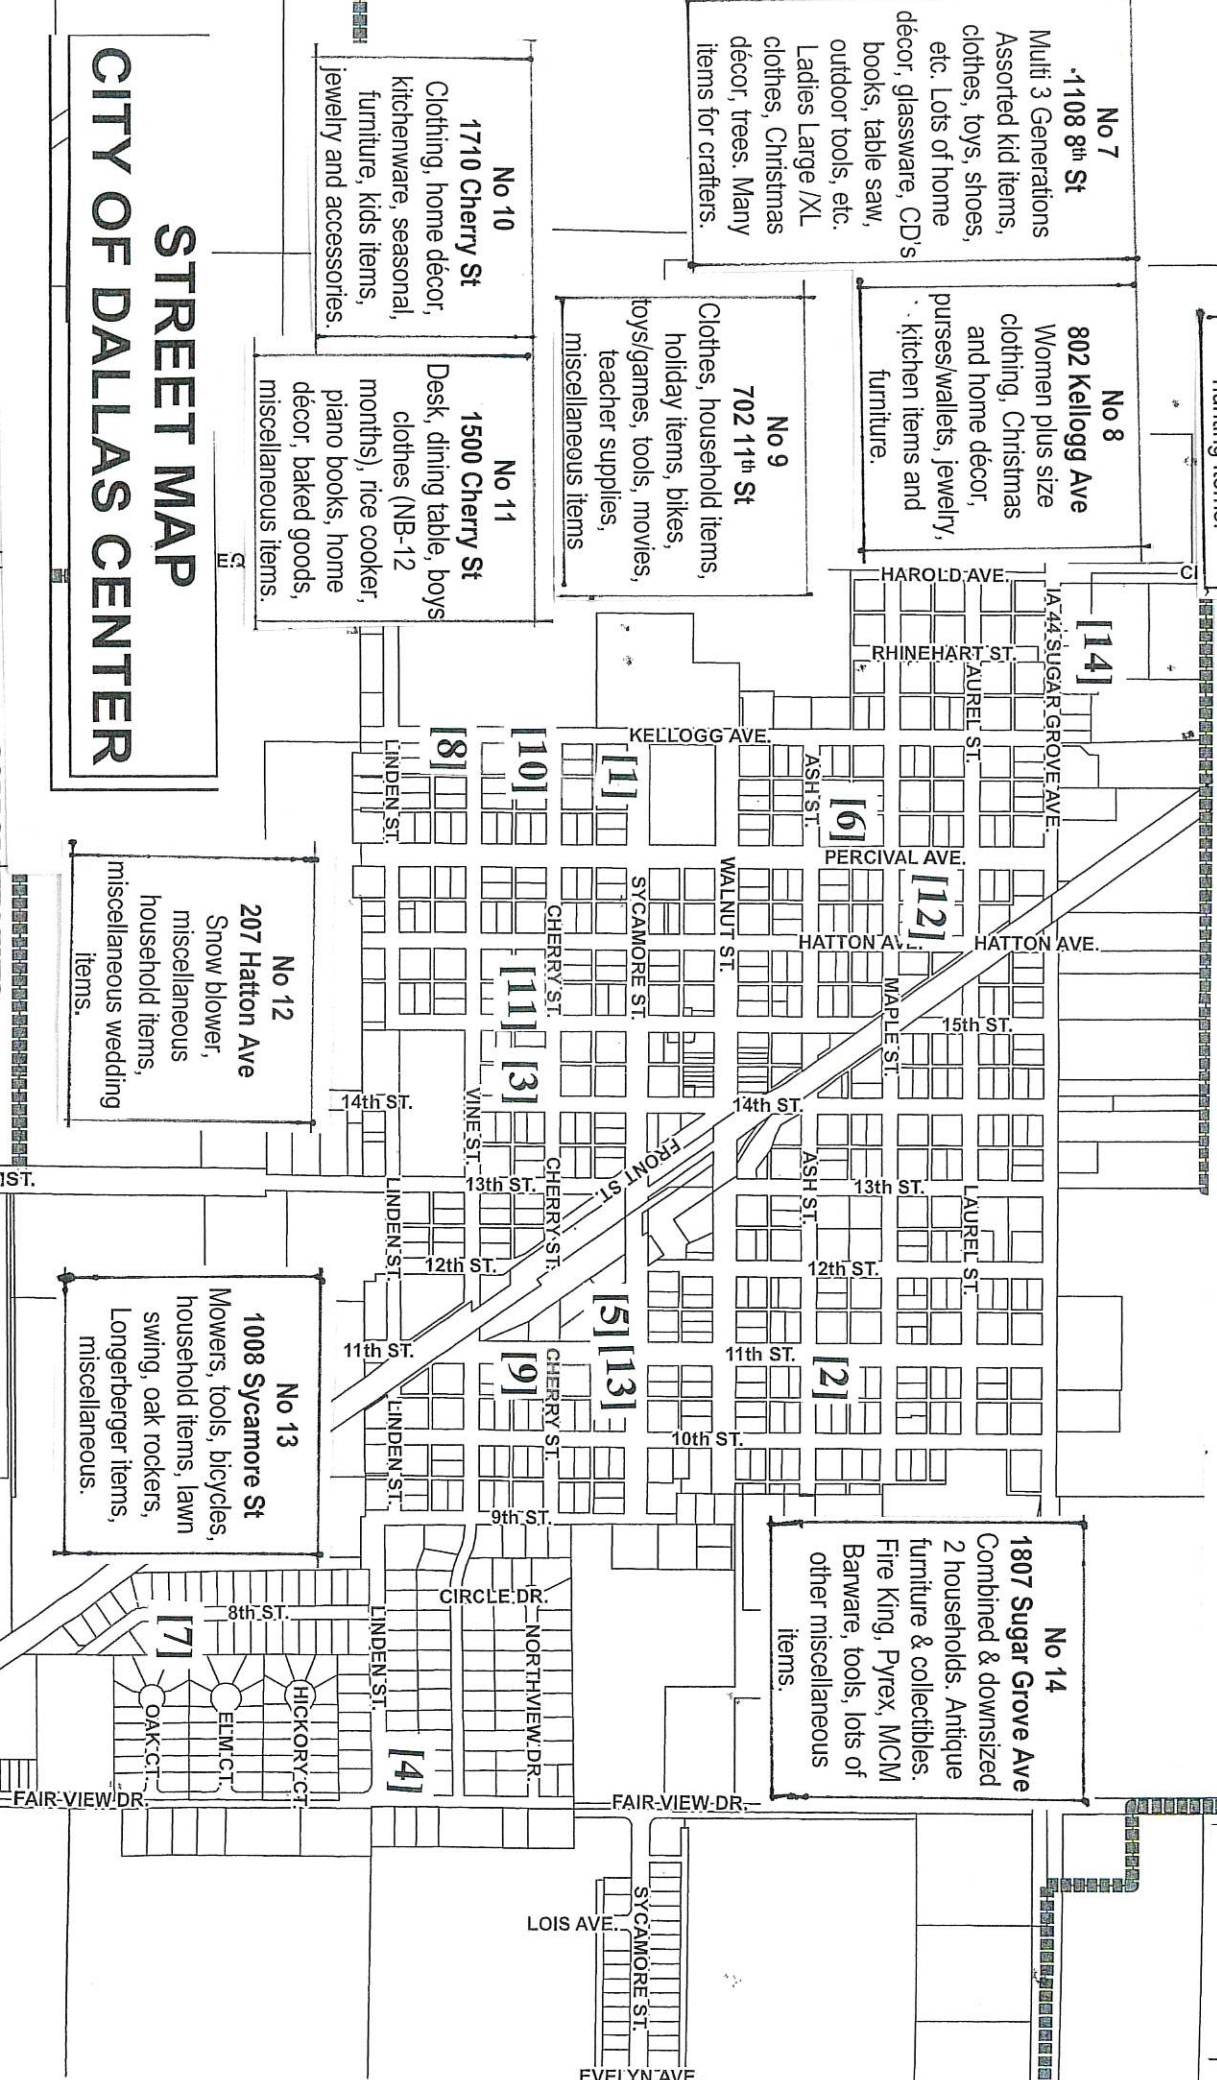 No 7
1108 8th St
Multi 3 Generations
Assorted kid items,
clothes, toys, shoes,
etc. Lots of home
décor, glassware, CD's
books, table saw,
outdoor tools, etc.
Ladies Large /XL
clothes, Christmas
décor, trees. Many
items for crafters.
No 8
802 Kellogg Ave
Women plus size
clothing, Christmas
and home décor,
purses/wallets, jewelry,
kitchen items and
furniture.
No 9
702 11th St
Clothes, household items,
holiday items, bikes,
toys/games, tools, movies,
teacher supplies,
miscellaneous items
No 10
1710 Cherry St
Clothing, home décor,
kitchenware, seasonal,
furniture, kids items,
jewelry and accessories.
No 11
1500 Cherry St
Desk, dining table, boys
clothes (NB-12
months), rice cooker,
piano books, home
décor, baked goods,
miscellaneous items.
STREET MAP
CITY OF DALLAS CENTER
No 12
207 Hatton Ave
Snow blower,
miscellaneous
household items,
miscellaneous wedding
items.
No 13
1008 Sycamore St
Mowers, tools, bicycles,
household items, lawn
swing, oak rockers,
Longerberger items,
miscellaneous.
No 14
1807 Sugar Grove Ave
Combined & downsized
2 households. Antique
furniture & collectibles.
Fire King, Pyrex, MCM
Barware, tools, lots of
other miscellaneous
items.
HAROLD AVE.
IA 44 SUGAR GROVE AVE.
[14]
RHINEHART ST.
AUREL ST.
KELLOGG AVE.
ASH ST.
[6]
[1]
[10]
[8]
LINDEN ST.
PERCIVAL AVE.
[12]
WALNUT ST.
SYCAMORE ST.
CHERRY ST.
HATTON AVE.
HATTON AV.
MAPLE ST.
15th ST.
[11]
[3]
14th ST.
14th ST.
VINE ST.
FRONT ST.
13th ST.
13th ST.
ASH ST.
LAUREL ST.
CHERRY ST.
LINDEN ST.
12th ST.
12th ST.
[5]
[13]
11th ST.
11th ST.
[2]
[9]
CHERRY ST.
LINDEN ST.
10th ST.
9th ST.
CIRCLE DR.
NORTHVIEW DR.
8th ST.
LINDEN ST.
[7]
[4]
HICKORY CT.
ELM CT.
OAK CT.
FAIR VIEW DR.
FAIR VIEW DR.
LOIS AVE.
SYCAMORE ST.
EVELYN AVE